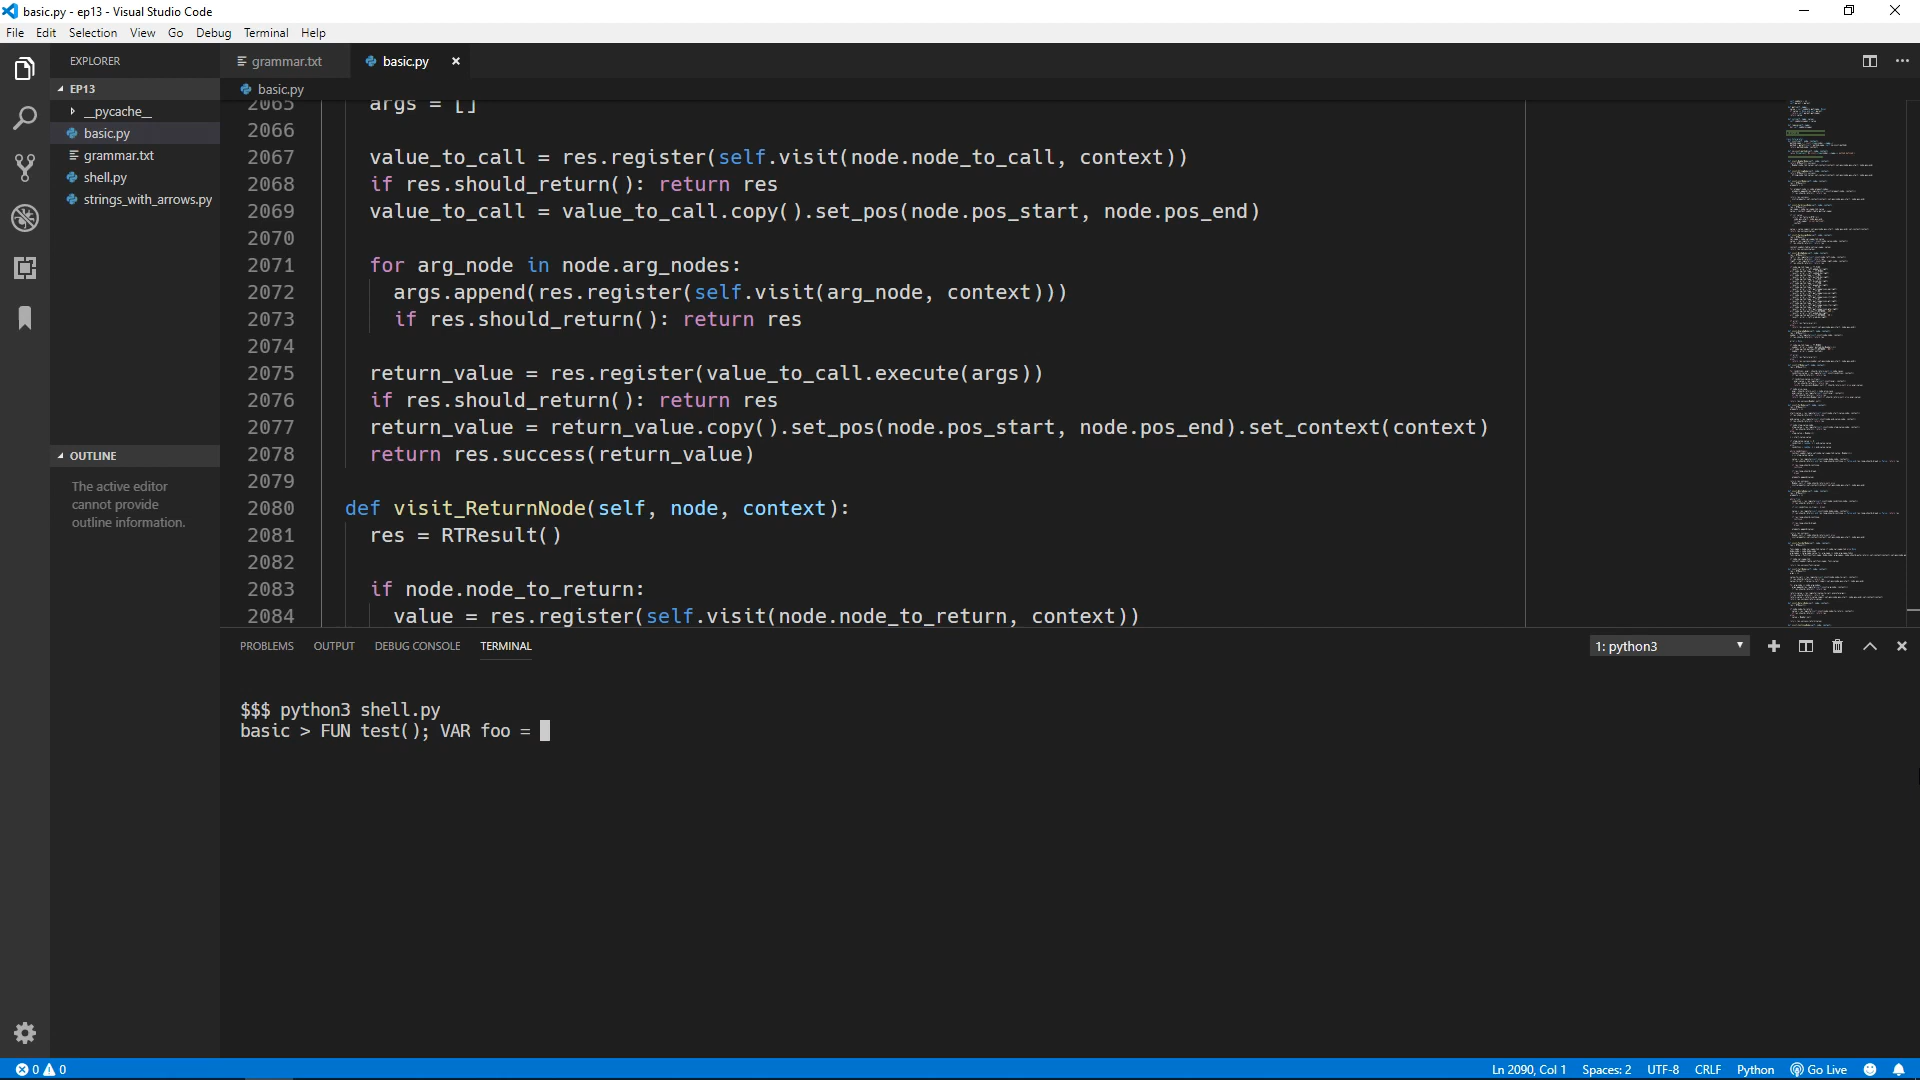 basic.py - ep13 - Visual Studio Code
File Edit Selection View Go Debug Terminal Help
EXPLORER
EP13
__pycache__
basic.py
grammar.txt
shell.py
strings_with_arrows.py
OUTLINE
The active editor
cannot provide
outline information.
grammar.txt basic.py
basic.py
2065 args = []
2066
2067 value_to_call = res.register(self.visit(node.node_to_call, context))
2068 if res.should_return(): return res
2069 value_to_call = value_to_call.copy().set_pos(node.pos_start, node.pos_end)
2070
2071 for arg_node in node.arg_nodes:
2072 args.append(res.register(self.visit(arg_node, context)))
2073 if res.should_return(): return res
2074
2075 return_value = res.register(value_to_call.execute(args))
2076 if res.should_return(): return res
2077 return_value = return_value.copy().set_pos(node.pos_start, node.pos_end).set_context(context)
2078 return res.success(return_value)
2079
2080 def visit_ReturnNode(self, node, context):
2081 res = RTResult()
2082
2083 if node.node_to_return:
2084 value = res.register(self.visit(node.node_to_return, context))
PROBLEMS OUTPUT DEBUG CONSOLE TERMINAL
1: python3
$$$ python3 shell.py
basic > FUN test(); VAR foo =
0 0
Ln 2090, Col 1 Spaces: 2 UTF-8 CRLF Python Go Live